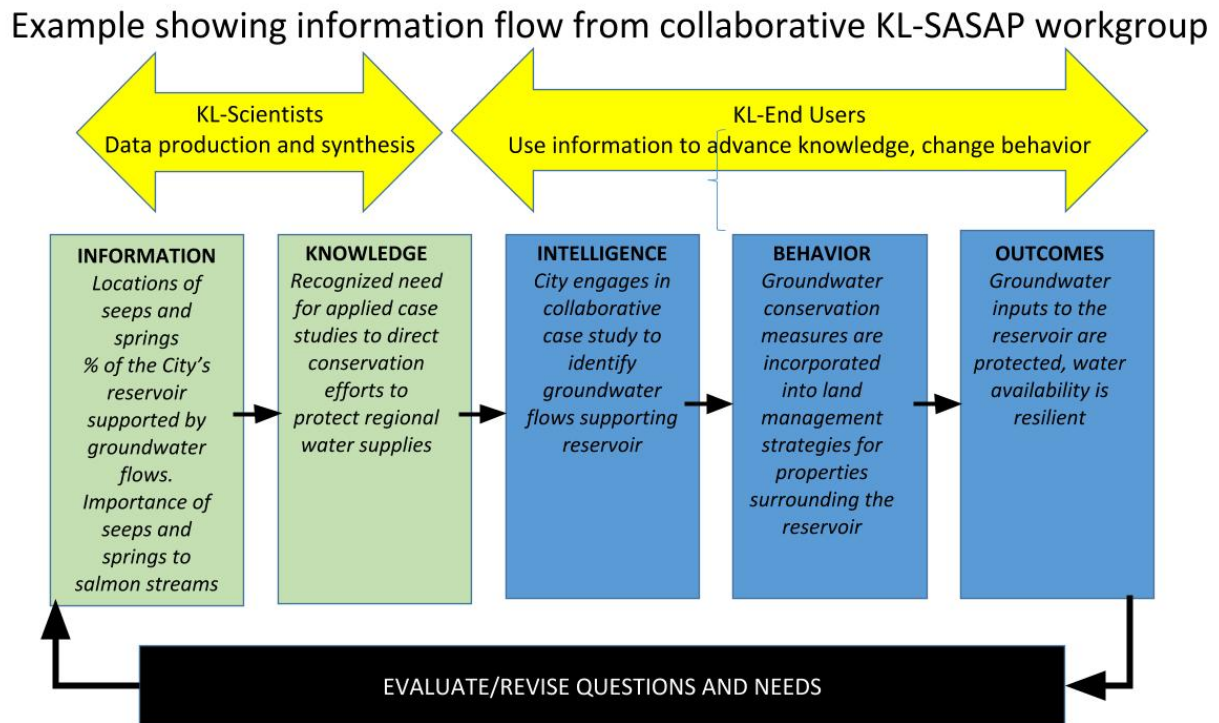 Example showing information flow from collaborative KL-SASAP workgroup
KL-Scientists
Data production and synthesis
KL-End Users
Use information to advance knowledge, change behavior
INFORMATION
Locations of
seeps and
springs
% of the City's
reservoir
supported by
groundwater
flows.
Importance of
seeps and
springs to
salmon streams
KNOWLEDGE
Recognized need
for applied case
studies to direct
conservation
efforts to
protect regional
water supplies
INTELLIGENCE
City engages in
collaborative
case study to
identify
groundwater
flows supporting
reservoir
BEHAVIOR
Groundwater
conservation
measures are
incorporated
into land
management
strategies for
properties
surrounding the
reservoir
OUTCOMES
Groundwater
inputs to the
reservoir are
protected, water
availability is
resilient
EVALUATE/REVISE QUESTIONS AND NEEDS